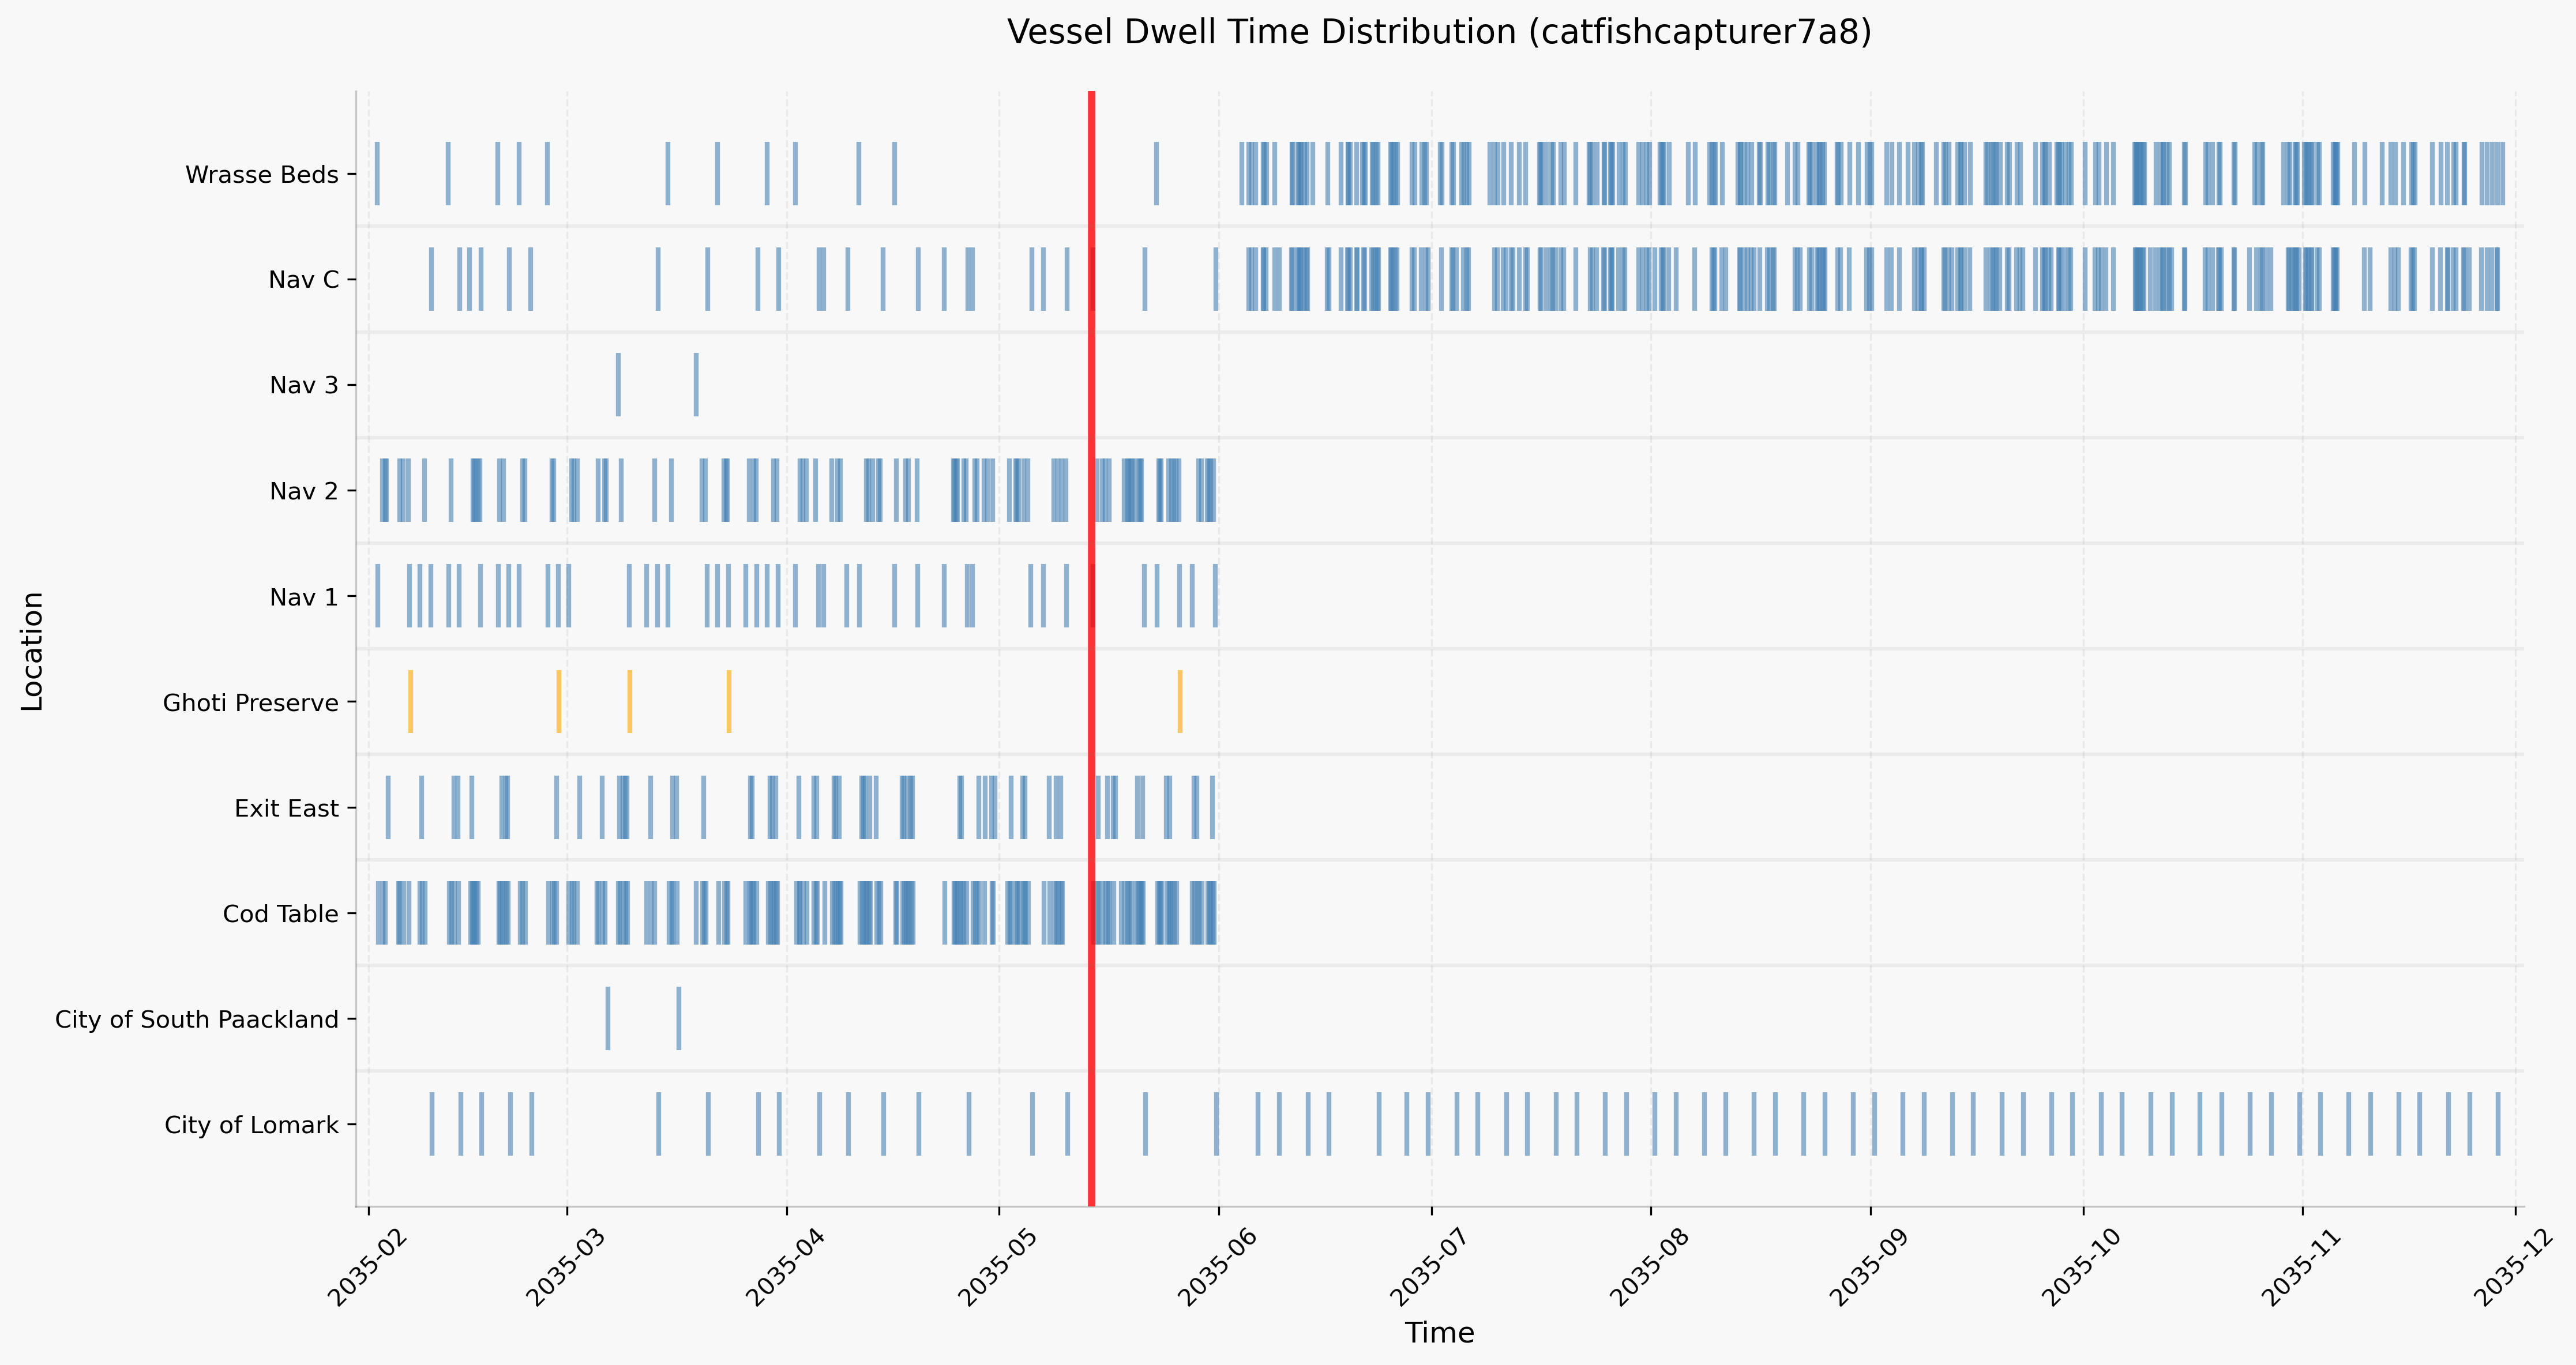 Vessel Dwell Time Distribution (catfishcapturer7a8)
Location
Wrasse Beds
Nav C
Nav 3
Nav 2
Nav 1
Ghoti Preserve
Exit East
Cod Table
City of South Paackland
City of Lomark
2035-02
2035-03
2035-04
2035-05
2035-06
2035-07
2035-08
2035-09
2035-10
2035-11
2035-12
Time